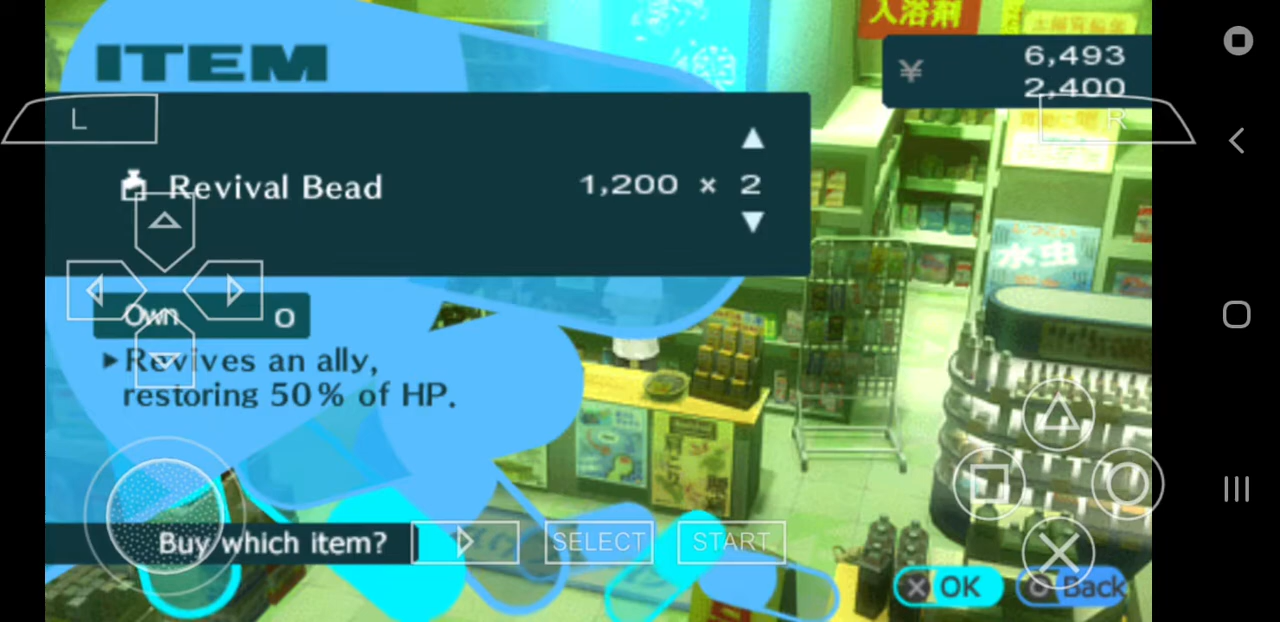 ITEM
入浴剤
¥ 6,493
2,400
L
R
Revival Bead 1,200 × 2
水虫
Own 0
Revives an ally,
restoring 50% of HP.
Buy which item?
SELECT
START
OK
Back